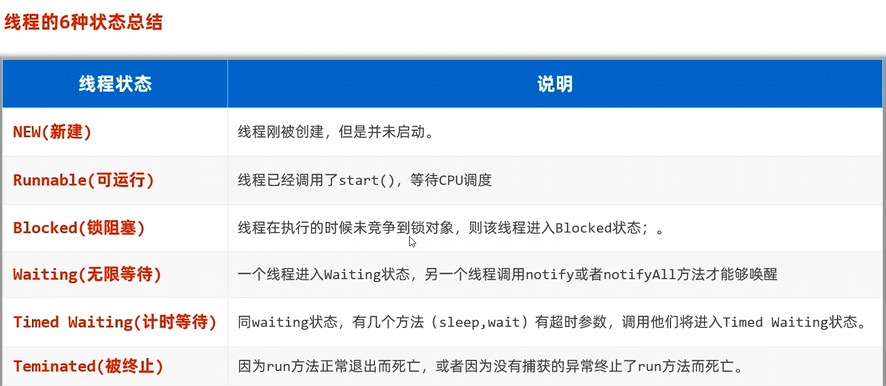 线程的6种状态总结
线程状态 说明
NEW(新建) 线程刚被创建，但是并未启动。
Runnable(可运行) 线程已经调用了start()，等待CPU调度
Blocked(锁阻塞) 线程在执行的时候未竞争到锁对象，则该线程进入Blocked状态；。
Waiting(无限等待) 一个线程进入Waiting状态，另一个线程调用notify或者notifyAll方法才能够唤醒
Timed Waiting(计时等待) 同waiting状态，有几个方法（sleep,wait）有超时参数，调用他们将进入Timed Waiting状态。
Teminated(被终止) 因为run方法正常退出而死亡，或者因为没有捕获的异常终止了run方法而死亡。